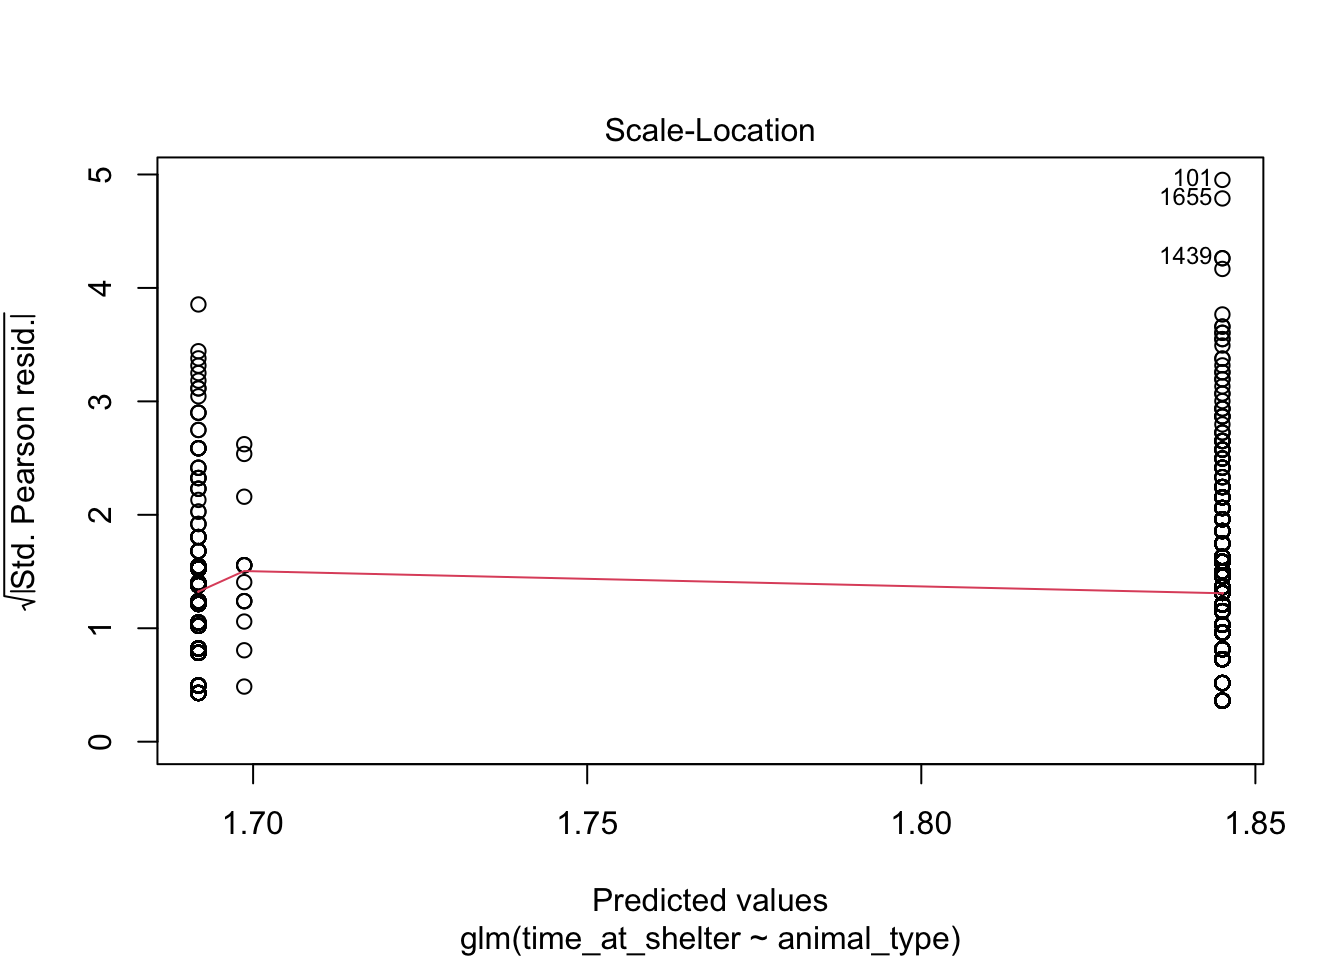 Scale-Location
√|Std. Pearson resid.|
5
4
3
2
1
0
101
1655
1439
1.70 1.75 1.80 1.85
Predicted values
glm(time_at_shelter ~ animal_type)